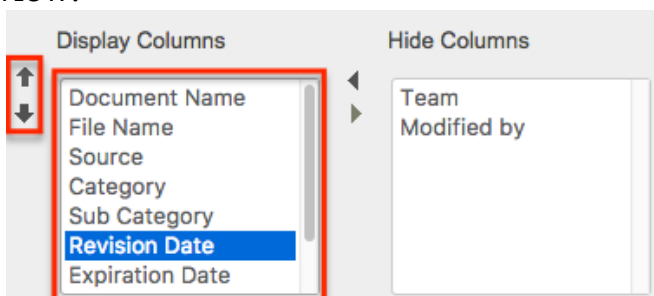 Display Columns
Hide Columns
Document Name
File Name
Source
Category
Sub Category
Revision Date
Expiration Date
Team
Modified by